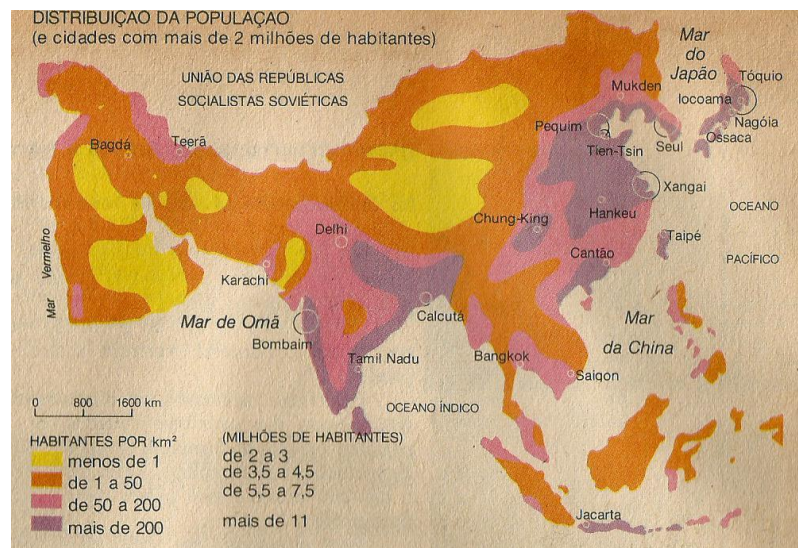 DISTRIBUIÇÃO DA POPULAÇÃO
(e cidades com mais de 2 milhões de habitantes)
UNIÃO DAS REPÚBLICAS
SOCIALISTAS SOVIÉTICAS
Mar
do
Japão
Tóquio
Mukden
Iocoama
Pequim
Nagóia
Ossaca
Tien-Tsin
Seul
Bagdá
Teerã
Xangai
Chung-King
Hankeu
OCEANO
PACÍFICO
Delhi
Taipé
Cantão
Karachi
Mar Vermelho
Mar de Omã
Calcutá
Bombaim
Mar
da China
Tamil Nadu
Bangkok
Saigon
OCEANO ÍNDICO
0 800 1600 km
HABITANTES POR km²
menos de 1
de 1 a 50
de 50 a 200
mais de 200
(MILHÕES DE HABITANTES)
de 2 a 3
de 3,5 a 4,5
de 5,5 a 7,5
mais de 11
Jacarta